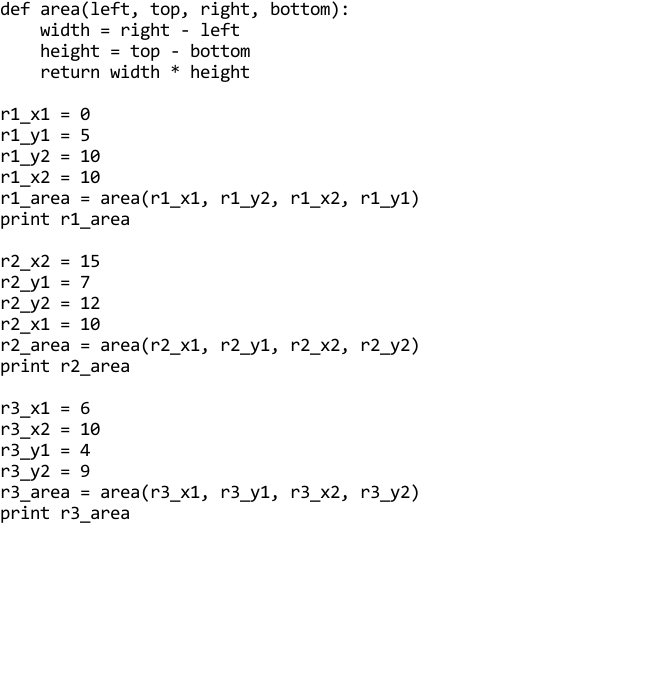 def area(left, top, right, bottom):
    width = right - left
    height = top - bottom
    return width * height

r1_x1 = 0
r1_y1 = 5
r1_y2 = 10
r1_x2 = 10
r1_area = area(r1_x1, r1_y2, r1_x2, r1_y1)
print r1_area

r2_x2 = 15
r2_y1 = 7
r2_y2 = 12
r2_x1 = 10
r2_area = area(r2_x1, r2_y1, r2_x2, r2_y2)
print r2_area

r3_x1 = 6
r3_x2 = 10
r3_y1 = 4
r3_y2 = 9
r3_area = area(r3_x1, r3_y1, r3_x2, r3_y2)
print r3_area